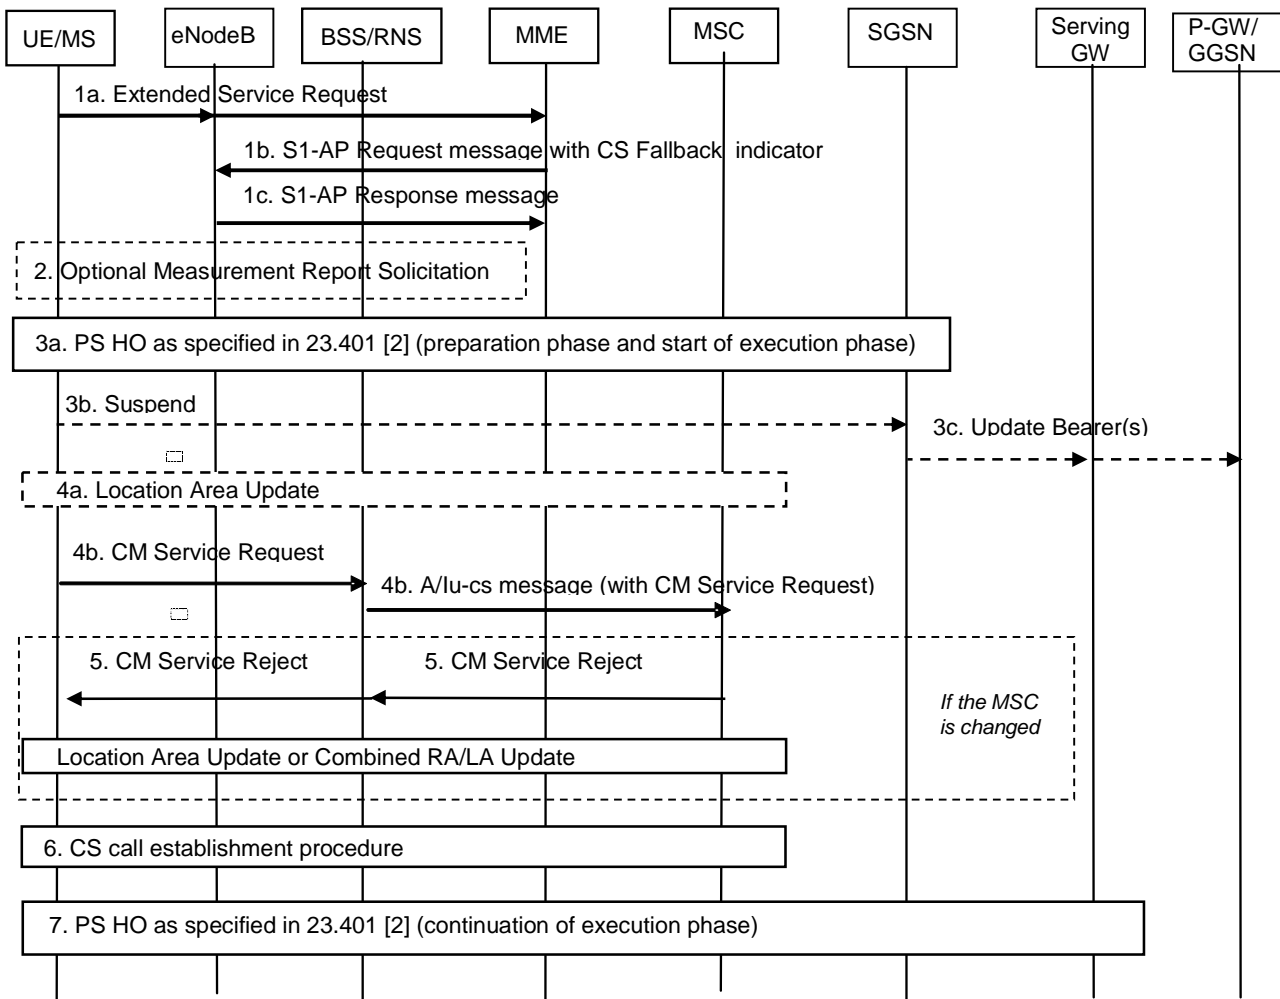 UE/MS
eNodeB
BSS/RNS
MME
MSC
SGSN
Serving
GW
P-GW/
GGSN
1a. Extended Service Request
1b. S1-AP Request message with CS Fallback indicator
1c. S1-AP Response message
2. Optional Measurement Report Solicitation
3a. PS HO as specified in 23.401 [2] (preparation phase and start of execution phase)
3b. Suspend
3c. Update Bearer(s)
4a. Location Area Update
4b. CM Service Request
4b. A/Iu-cs message (with CM Service Request)
5. CM Service Reject
5. CM Service Reject
If the MSC
is changed
Location Area Update or Combined RA/LA Update
6. CS call establishment procedure
7. PS HO as specified in 23.401 [2] (continuation of execution phase)